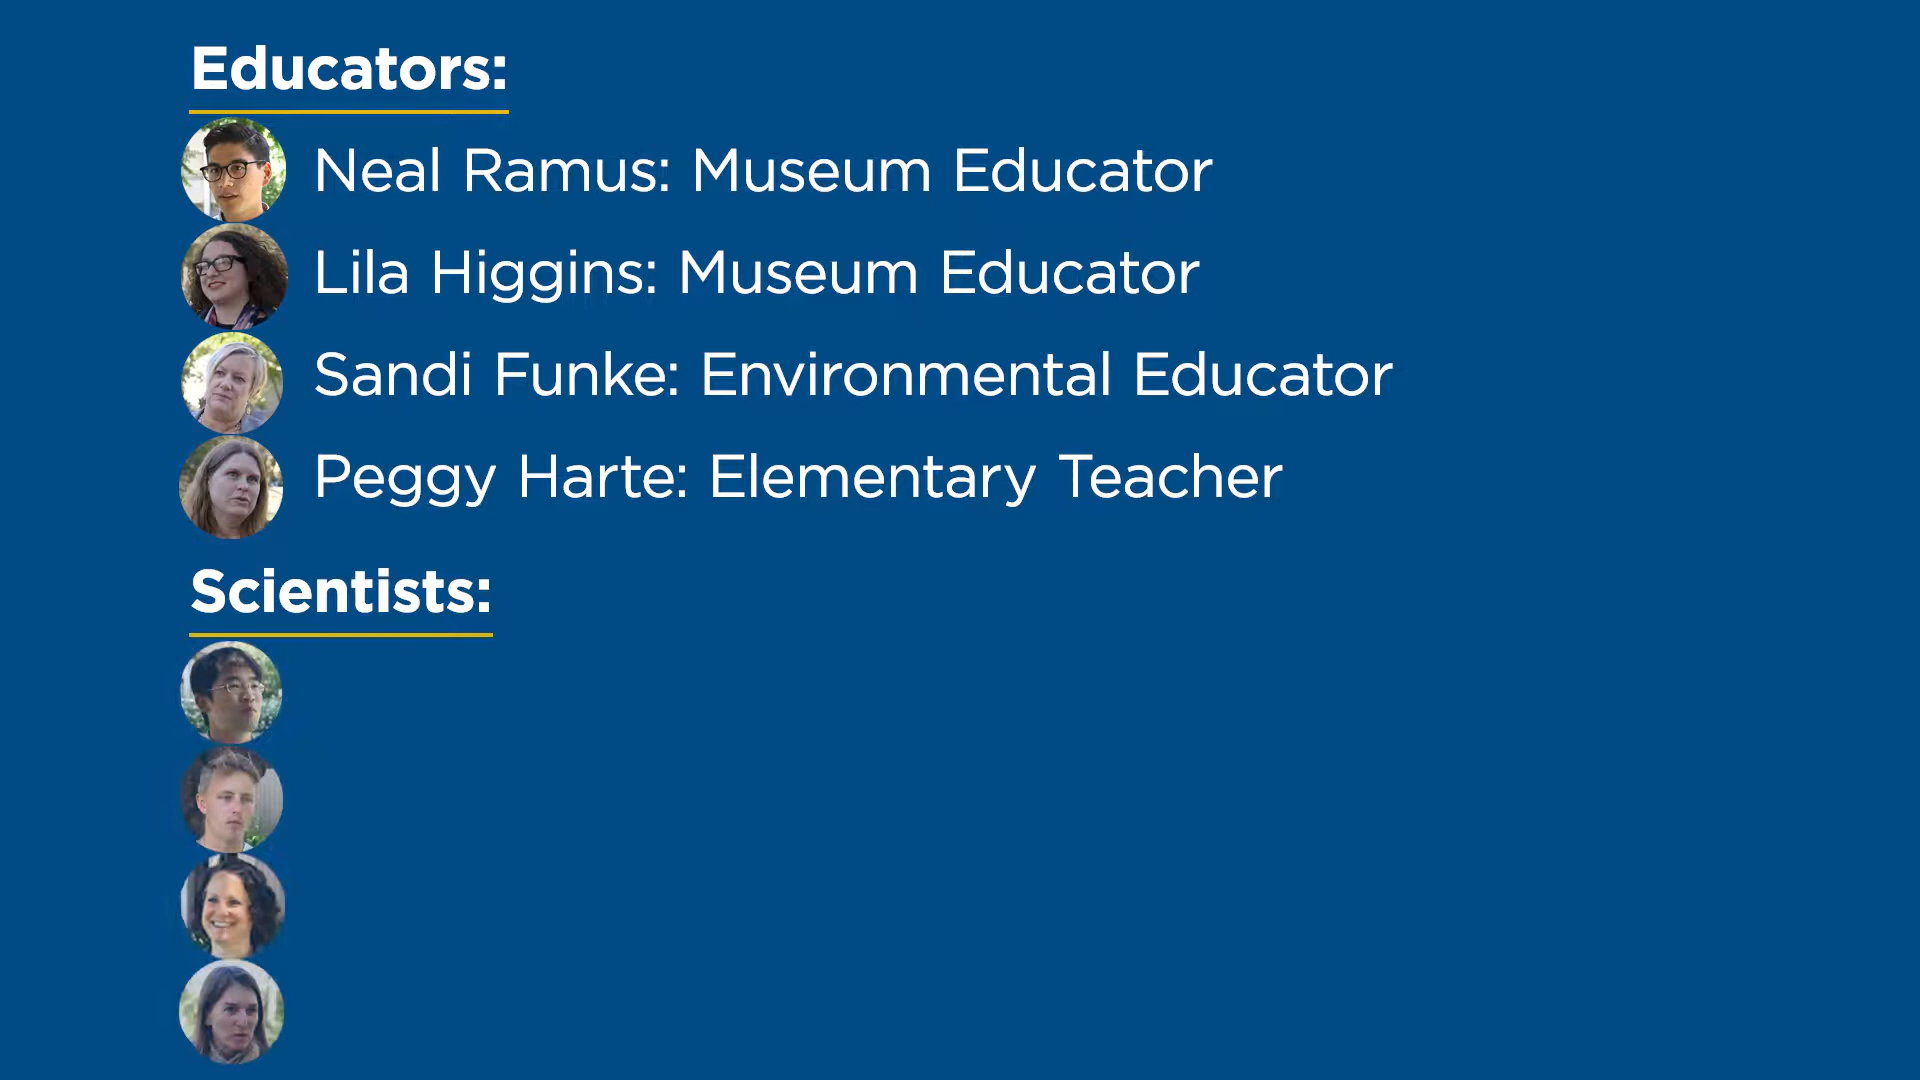 Educators:
Neal Ramus: Museum Educator
Lila Higgins: Museum Educator
Sandi Funke: Environmental Educator
Peggy Harte: Elementary Teacher
Scientists: